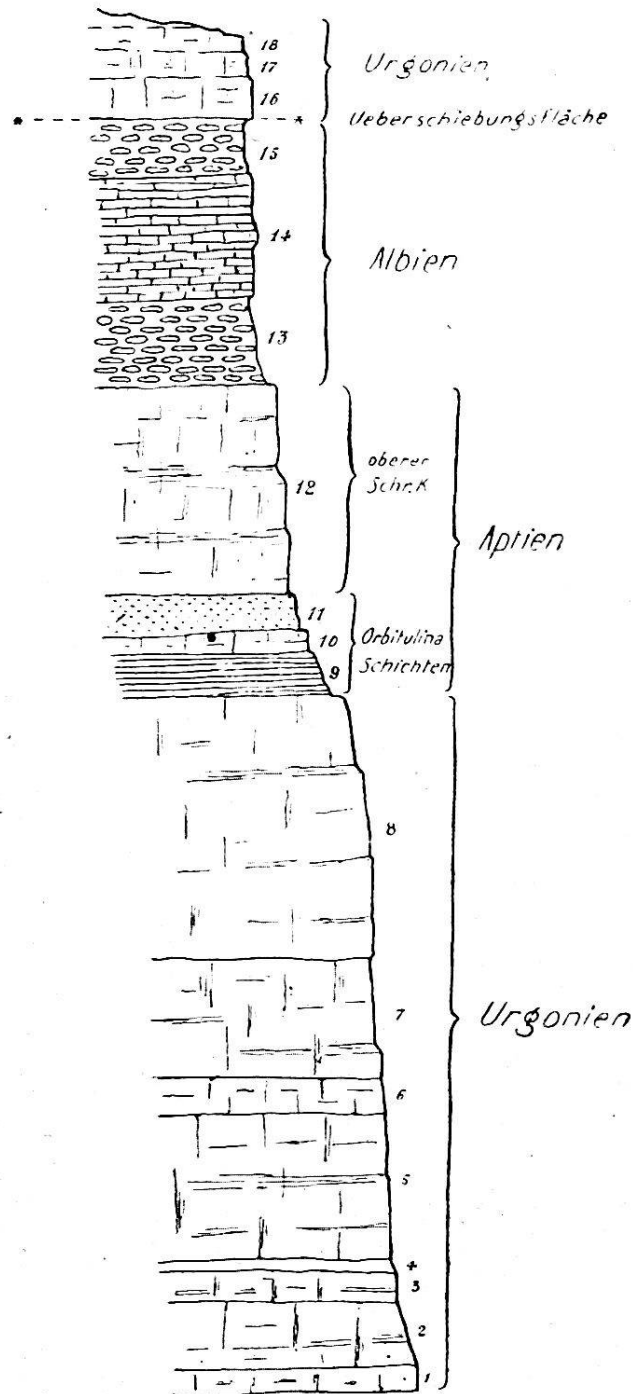 18
17
Urgonien
16
Ueberschiebungsfläche
15
14
Albien
13
oberer
12
Schr.K
Aptien
11
10
Orbitulina
Schichten
9
8
7
Urgonien
6
5
4
3
2
1